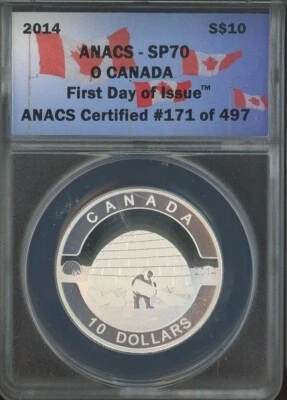 2014 S$10
ANACS - SP70
O CANADA
First Day of Issue™
ANACS Certified #171 of 497
CANADA
10 DOLLARS